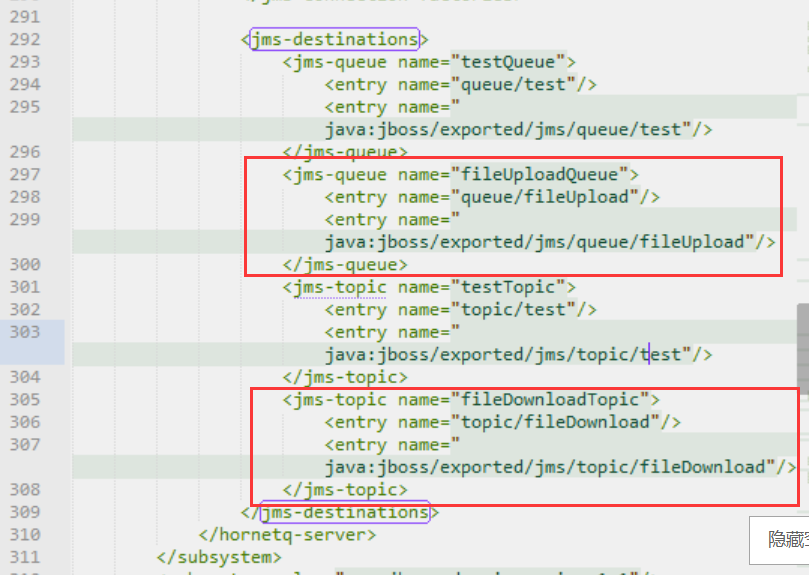 291
292 <jms-destinations>
293 <jms-queue name="testQueue">
294 <entry name="queue/test"/>
295 <entry name="
java:jboss/exported/jms/queue/test"/>
296 </jms-queue>
297 <jms-queue name="fileUploadQueue">
298 <entry name="queue/fileUpload"/>
299 <entry name="
java:jboss/exported/jms/queue/fileUpload"/>
300 </jms-queue>
301 <jms-topic name="testTopic">
302 <entry name="topic/test"/>
303 <entry name="
java:jboss/exported/jms/topic/test"/>
304 </jms-topic>
305 <jms-topic name="fileDownloadTopic">
306 <entry name="topic/fileDownload"/>
307 <entry name="
java:jboss/exported/jms/topic/fileDownload"/>
308 </jms-topic>
309 </jms-destinations>
310 </hornetq-server>
隐藏
311 </subsystem>